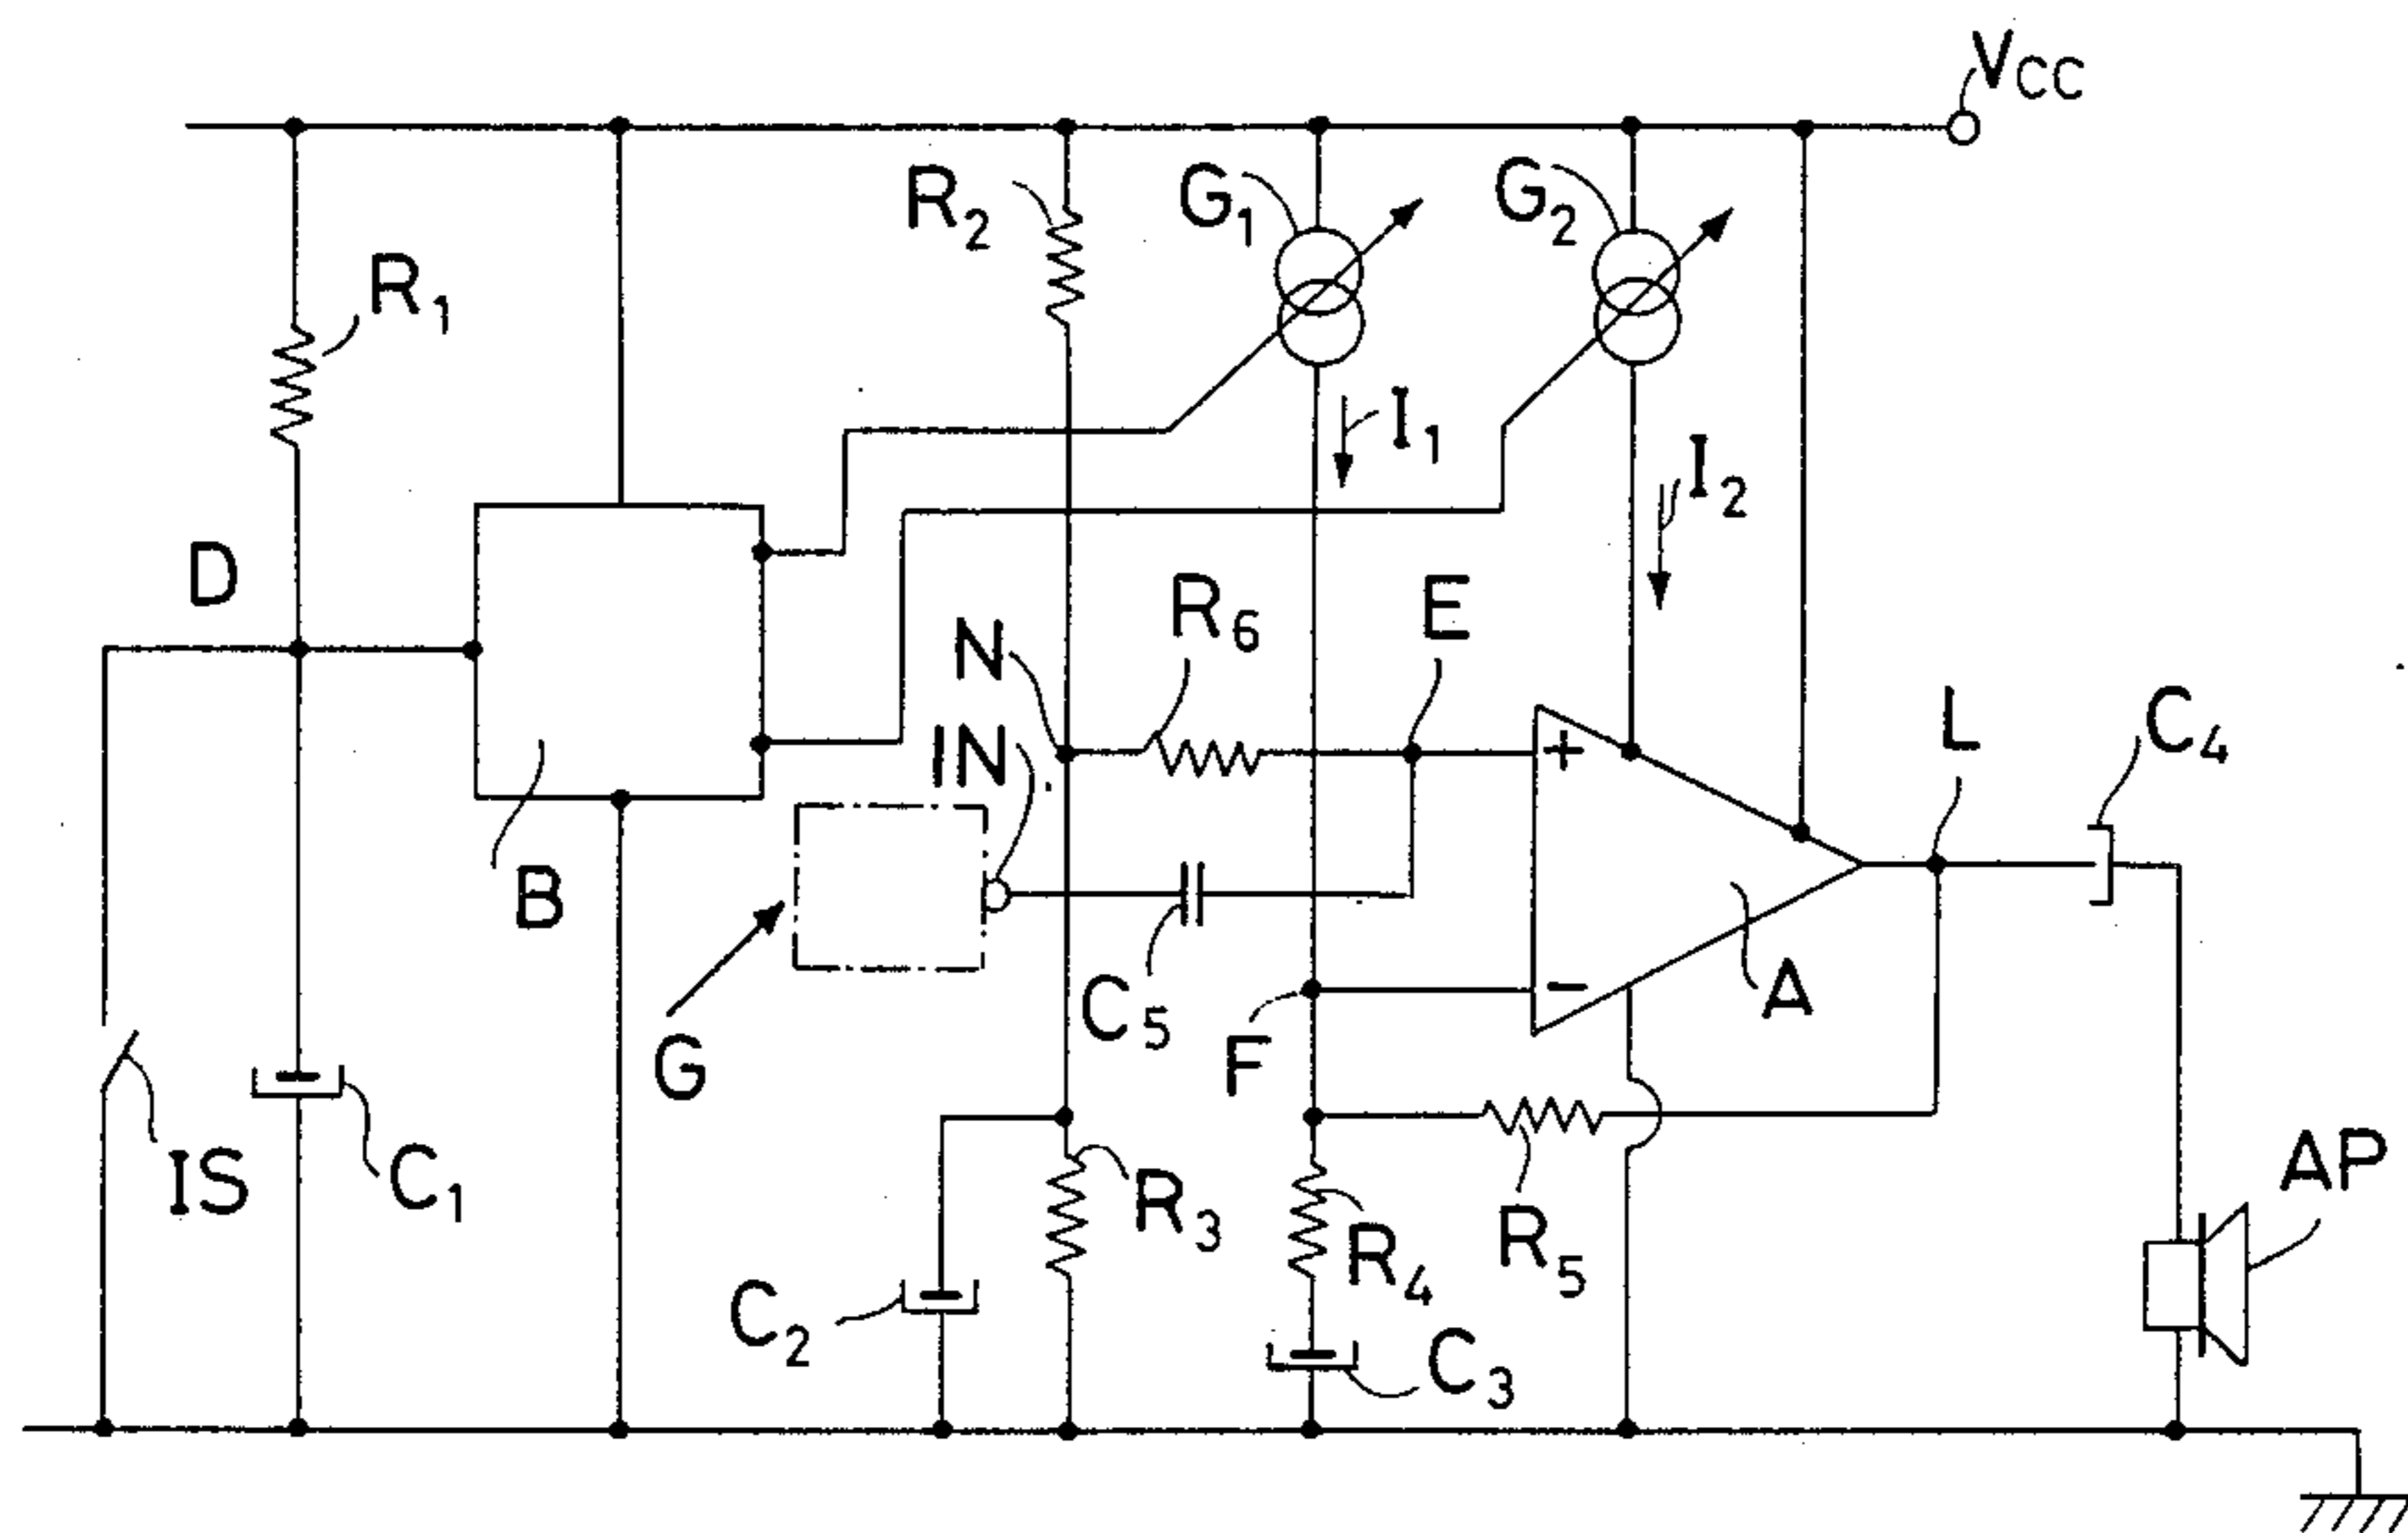 VCC
R2
G1
G2
R1
I1
I2
D
N
R6
E
IN
L
C4
B
G
C5
F
A
IS
C1
C2
R3
R4
R5
C3
AP
+
−